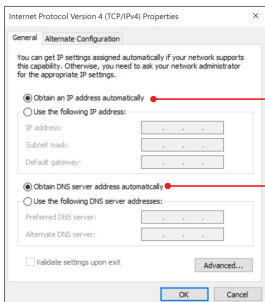 Internet Protocol Version 4 (TCP/IPv4) Properties
General Alternate Configuration
You can get IP settings assigned automatically if your network supports
this capability. Otherwise, you need to ask your network administrator
for the appropriate IP settings.
Obtain an IP address automatically
Use the following IP address:
IP address:
Subnet mask:
Default gateway:
Obtain DNS server address automatically
Use the following DNS server addresses:
Preferred DNS server:
Alternate DNS server:
Validate settings upon exit
Advanced...
OK Cancel